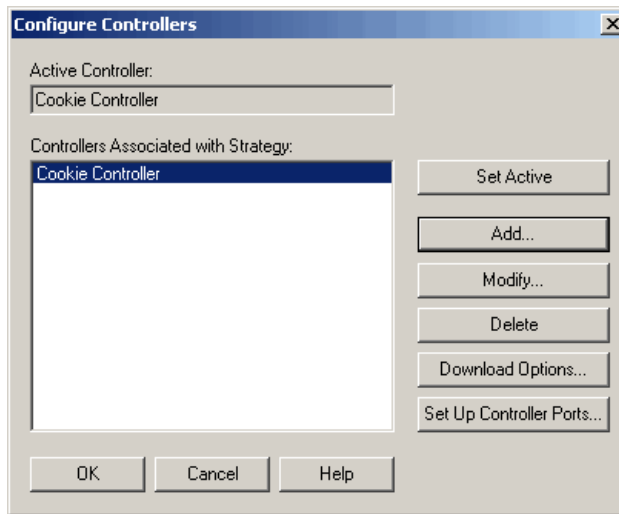 Configure Controllers
Active Controller:
Cookie Controller
Controllers Associated with Strategy:
Cookie Controller
Set Active
Add...
Modify...
Delete
Download Options...
Set Up Controller Ports...
OK
Cancel
Help